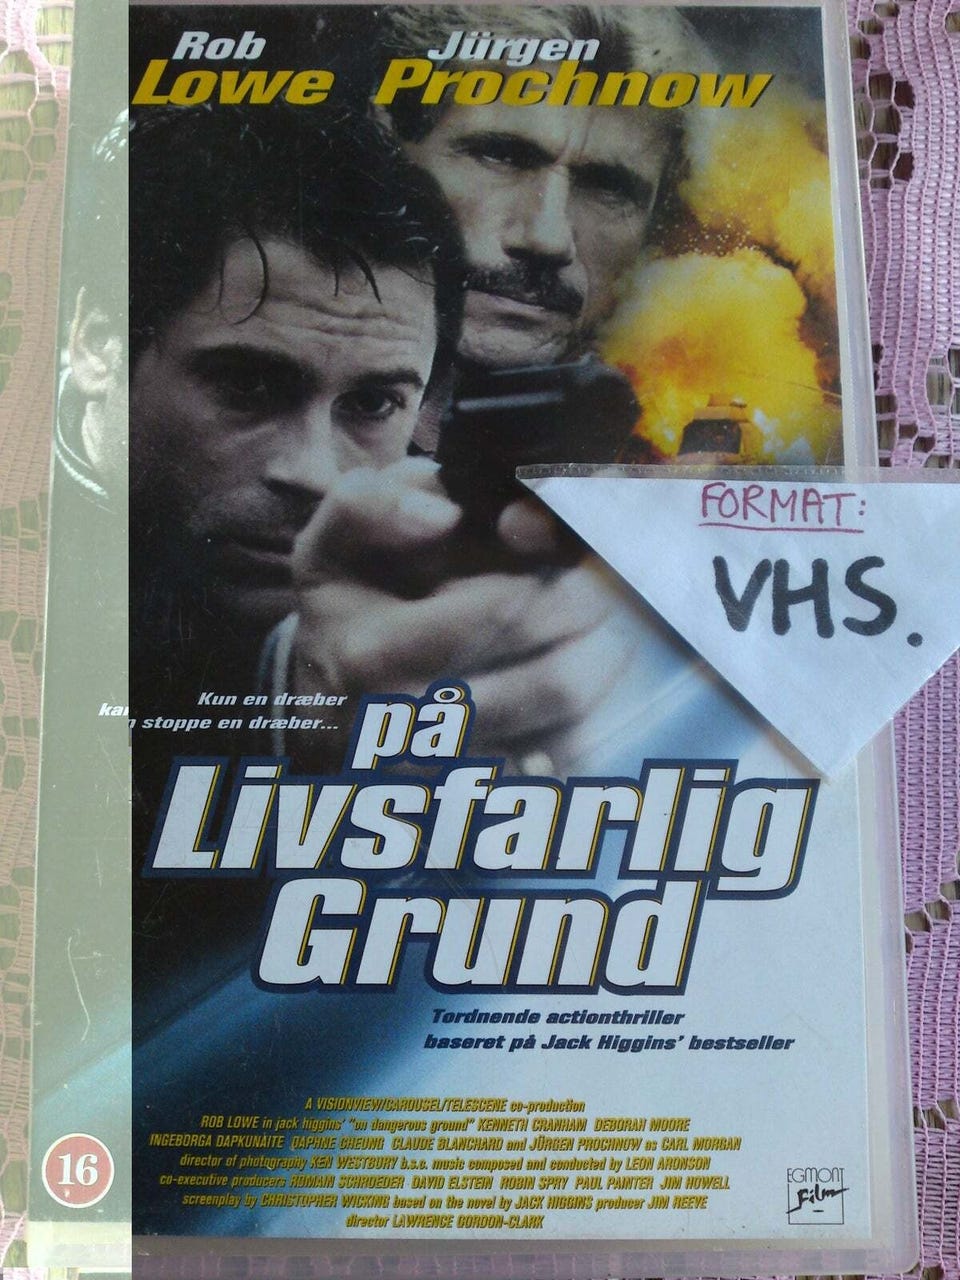 Rob Jürgen
Lowe Prochnow
FORMAT:
VHS.
Kun en dræber
kan stoppe en dræber...
på
Livsfarlig
Grund
Tordnende actionthriller
baseret på Jack Higgins' bestseller
A VISIONVIEW/CAROUSEL/TELESCENE co-production
ROB LOWE in jack higgins' "on dangerous ground" KENNETH CRANHAM DEBORAH MOORE
INGEBORGA DAPKUNAITE DAPHNE CHEUNG CLAUDE BLANCHARD and JÜRGEN PROCHNOW as CARL MORGAN
director of photography KEN WESTBURY b.s.c. music composed and conducted by LEON ARONSON
co-executive producers ROMAIN SCHROEDER DAVID ELSTEIN ROBIN SPRY PAUL PAINTER JIM HOWELL
screenplay by CHRISTOPHER WICKING based on the novel by JACK HIGGINS producer JIM REEVE
director LAWRENCE GORDON-CLARK
16
EGMONT
Film